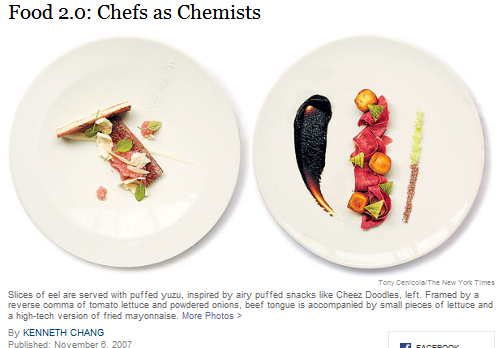 Food 2.0: Chefs as Chemists
Tony Cenicola/The New York Times
Slices of eel are served with puffed yuzu, inspired by airy puffed snacks like Cheez Doodles, left. Framed by a
reverse comma of tomato lettuce and powdered onions, beef tongue is accompanied by small pieces of lettuce and
a high-tech version of fried mayonnaise. More Photos >
By KENNETH CHANG
Published: November 6, 2007
FACEBOOK